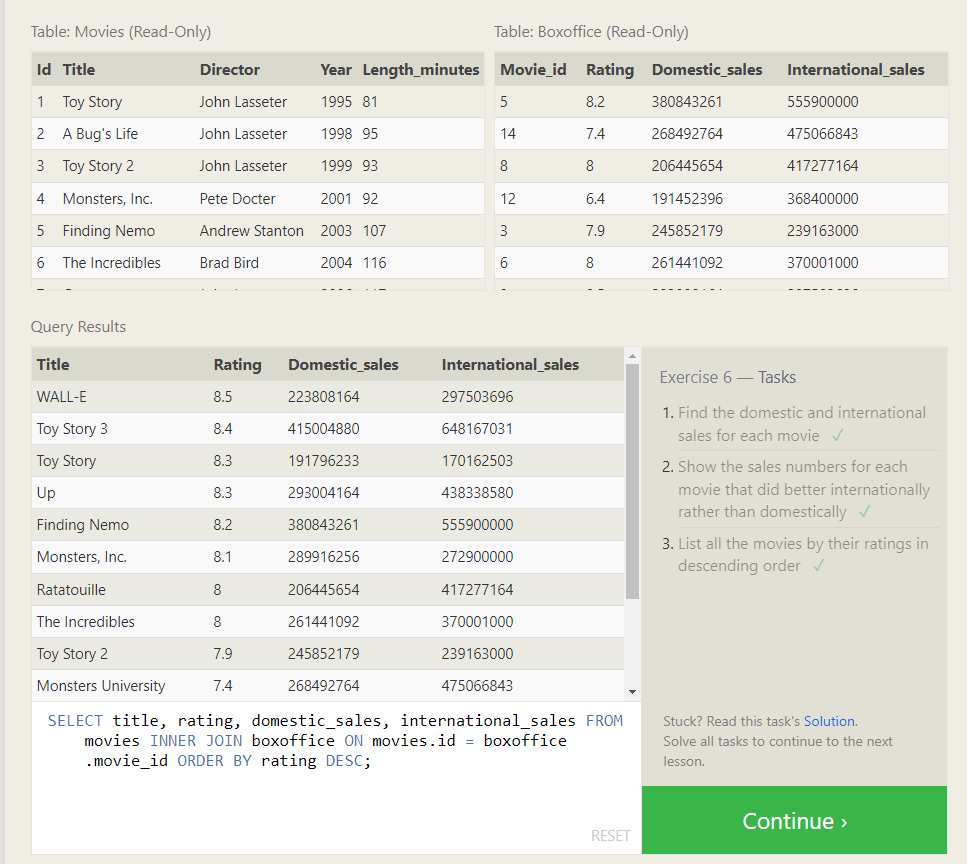 Table: Movies (Read-Only)
Id Title Director Year Length_minutes
1 Toy Story John Lasseter 1995 81
2 A Bug's Life John Lasseter 1998 95
3 Toy Story 2 John Lasseter 1999 93
4 Monsters, Inc. Pete Docter 2001 92
5 Finding Nemo Andrew Stanton 2003 107
6 The Incredibles Brad Bird 2004 116
Table: Boxoffice (Read-Only)
Movie_id Rating Domestic_sales International_sales
5 8.2 380843261 555900000
14 7.4 268492764 475066843
8 8 206445654 417277164
12 6.4 191452396 368400000
3 7.9 245852179 239163000
6 8 261441092 370001000
Query Results
Title Rating Domestic_sales International_sales
WALL-E 8.5 223808164 297503696
Toy Story 3 8.4 415004880 648167031
Toy Story 8.3 191796233 170162503
Up 8.3 293004164 438338580
Finding Nemo 8.2 380843261 555900000
Monsters, Inc. 8.1 289916256 272900000
Ratatouille 8 206445654 417277164
The Incredibles 8 261441092 370001000
Toy Story 2 7.9 245852179 239163000
Monsters University 7.4 268492764 475066843
SELECT title, rating, domestic_sales, international_sales FROM
movies INNER JOIN boxoffice ON movies.id = boxoffice
.movie_id ORDER BY rating DESC;
RESET
Exercise 6 — Tasks
1. Find the domestic and international
sales for each movie ✓
2. Show the sales numbers for each
movie that did better internationally
rather than domestically ✓
3. List all the movies by their ratings in
descending order ✓
Stuck? Read this task's Solution.
Solve all tasks to continue to the next
lesson.
Continue ›